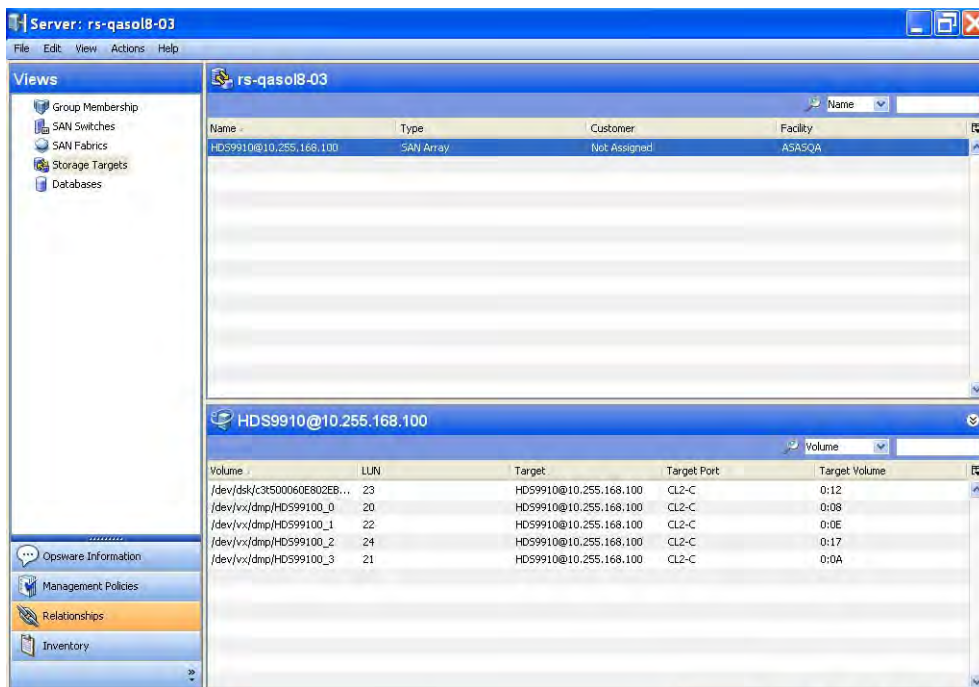 Server: rs-qasol8-03
File Edit View Actions Help
Views
Group Membership
SAN Switches
SAN Fabrics
Storage Targets
Databases
Opsware Information
Management Policies
Relationships
Inventory
rs-qasol8-03
Name
Name Type Customer Facility
HDS9910@10.255.168.100 SAN Array Not Assigned ASASQA
HDS9910@10.255.168.100
Volume
Volume LUN Target Target Port Target Volume
/dev/dsk/c3t500060E802EB... 23 HDS9910@10.255.168.100 CL2-C 0:12
/dev/vx/dmp/HDS99100_0 20 HDS9910@10.255.168.100 CL2-C 0:08
/dev/vx/dmp/HDS99100_1 22 HDS9910@10.255.168.100 CL2-C 0:0E
/dev/vx/dmp/HDS99100_2 24 HDS9910@10.255.168.100 CL2-C 0:17
/dev/vx/dmp/HDS99100_3 21 HDS9910@10.255.168.100 CL2-C 0:0A